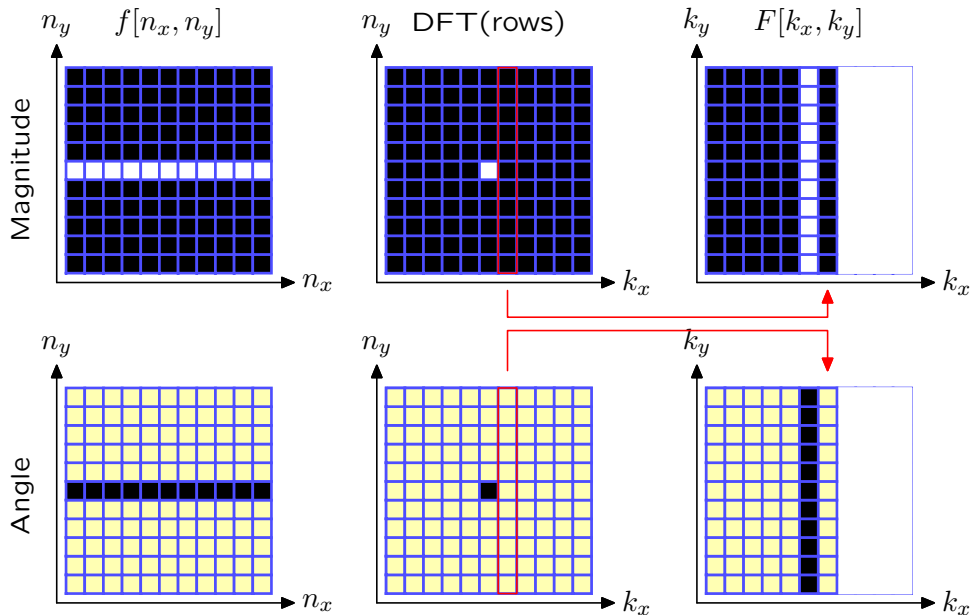 n_y f[n_x, n_y] n_y DFT(rows) k_y F[k_x, k_y]
Magnitude
n_x k_x k_x
n_y n_y k_y
Angle
n_x k_x k_x